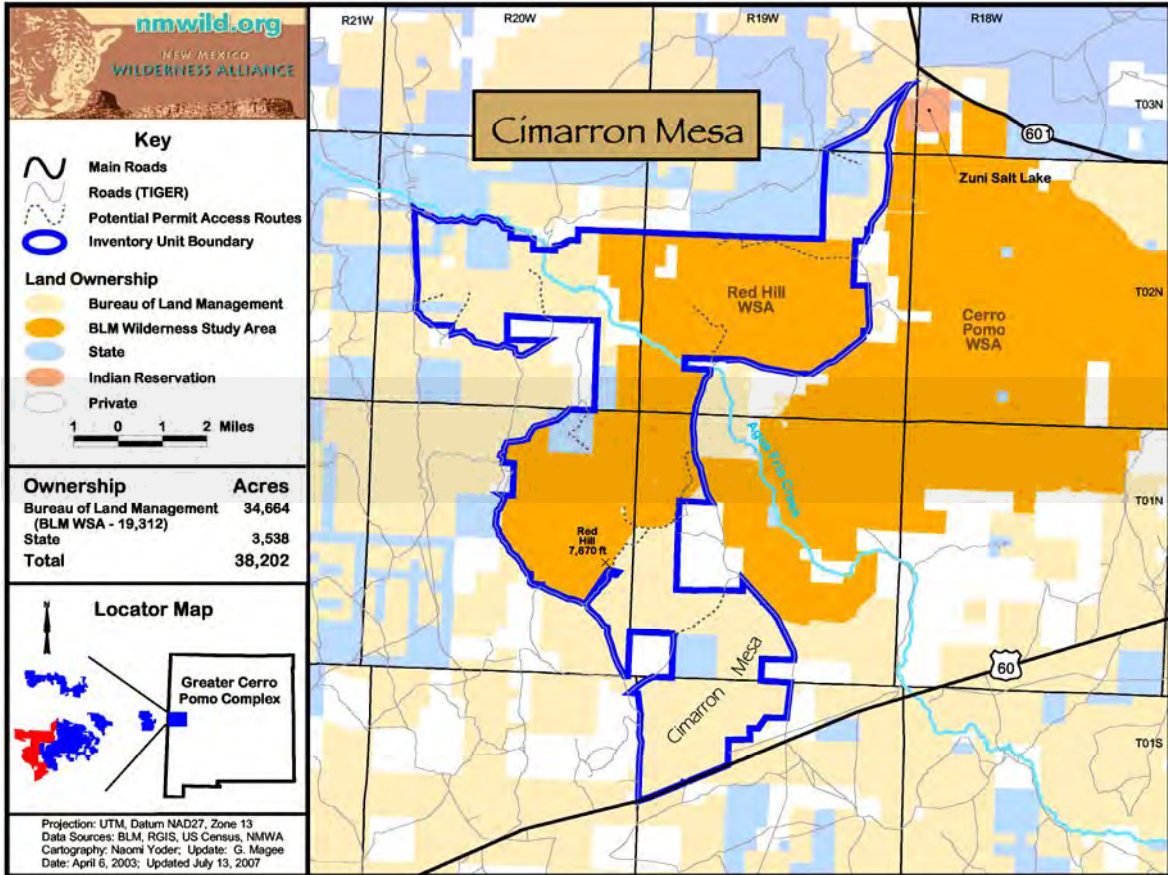 nmwild.org
NEW MEXICO
WILDERNESS ALLIANCE
Key
Main Roads
Roads (TIGER)
Potential Permit Access Routes
Inventory Unit Boundary
Land Ownership
Bureau of Land Management
BLM Wilderness Study Area
State
Indian Reservation
Private
1 0 1 2 Miles
Ownership Acres
Bureau of Land Management 34,664
(BLM WSA - 19,312)
State 3,538
Total 38,202
Locator Map
N
Greater Cerro
Pomo Complex
Projection: UTM, Datum NAD27, Zone 13
Data Sources: BLM, RGIS, US Census, NMWA
Cartography: Naomi Yoder; Update: G. Magee
Date: April 6, 2003; Updated July 13, 2007
R21W
R20W
R19W
R18W
Cimarron Mesa
T03N
601
Zuni Salt Lake
Red Hill
WSA
T02N
Cerro
Pomo
WSA
Agua Fria Creek
T01N
Red
Hill
7,670 ft
Cimarron Mesa
60
T01S